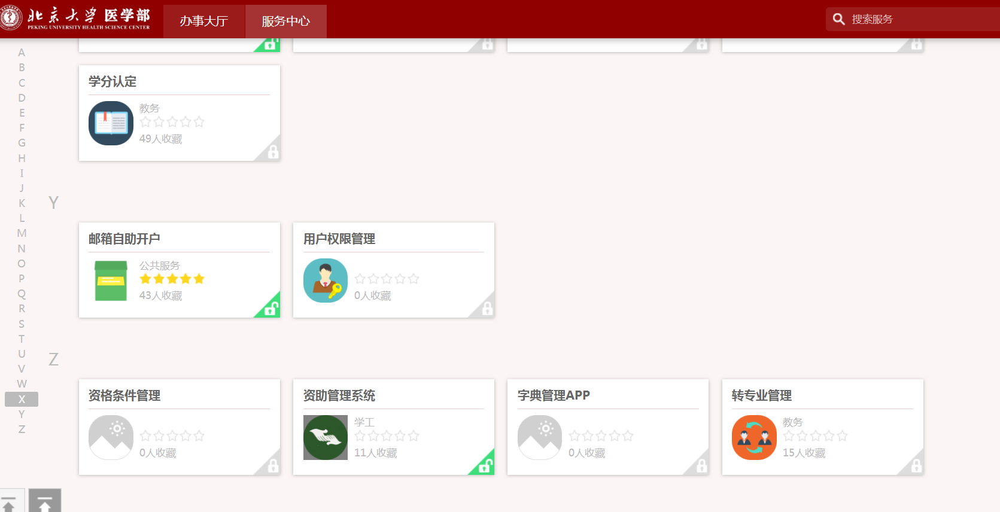 北京大学医学部
PEKING UNIVERSITY HEALTH SCIENCE CENTER
办事大厅
服务中心
搜索服务
A
B
C
D
E
F
G
H
I
J
K
L
M
N
O
P
Q
R
S
T
U
V
W
X
Y
Z
学分认定
教务
49人收藏
Y
邮箱自助开户
公共服务
43人收藏
用户权限管理
0人收藏
Z
资格条件管理
0人收藏
资助管理系统
学工
11人收藏
字典管理APP
0人收藏
转专业管理
教务
15人收藏